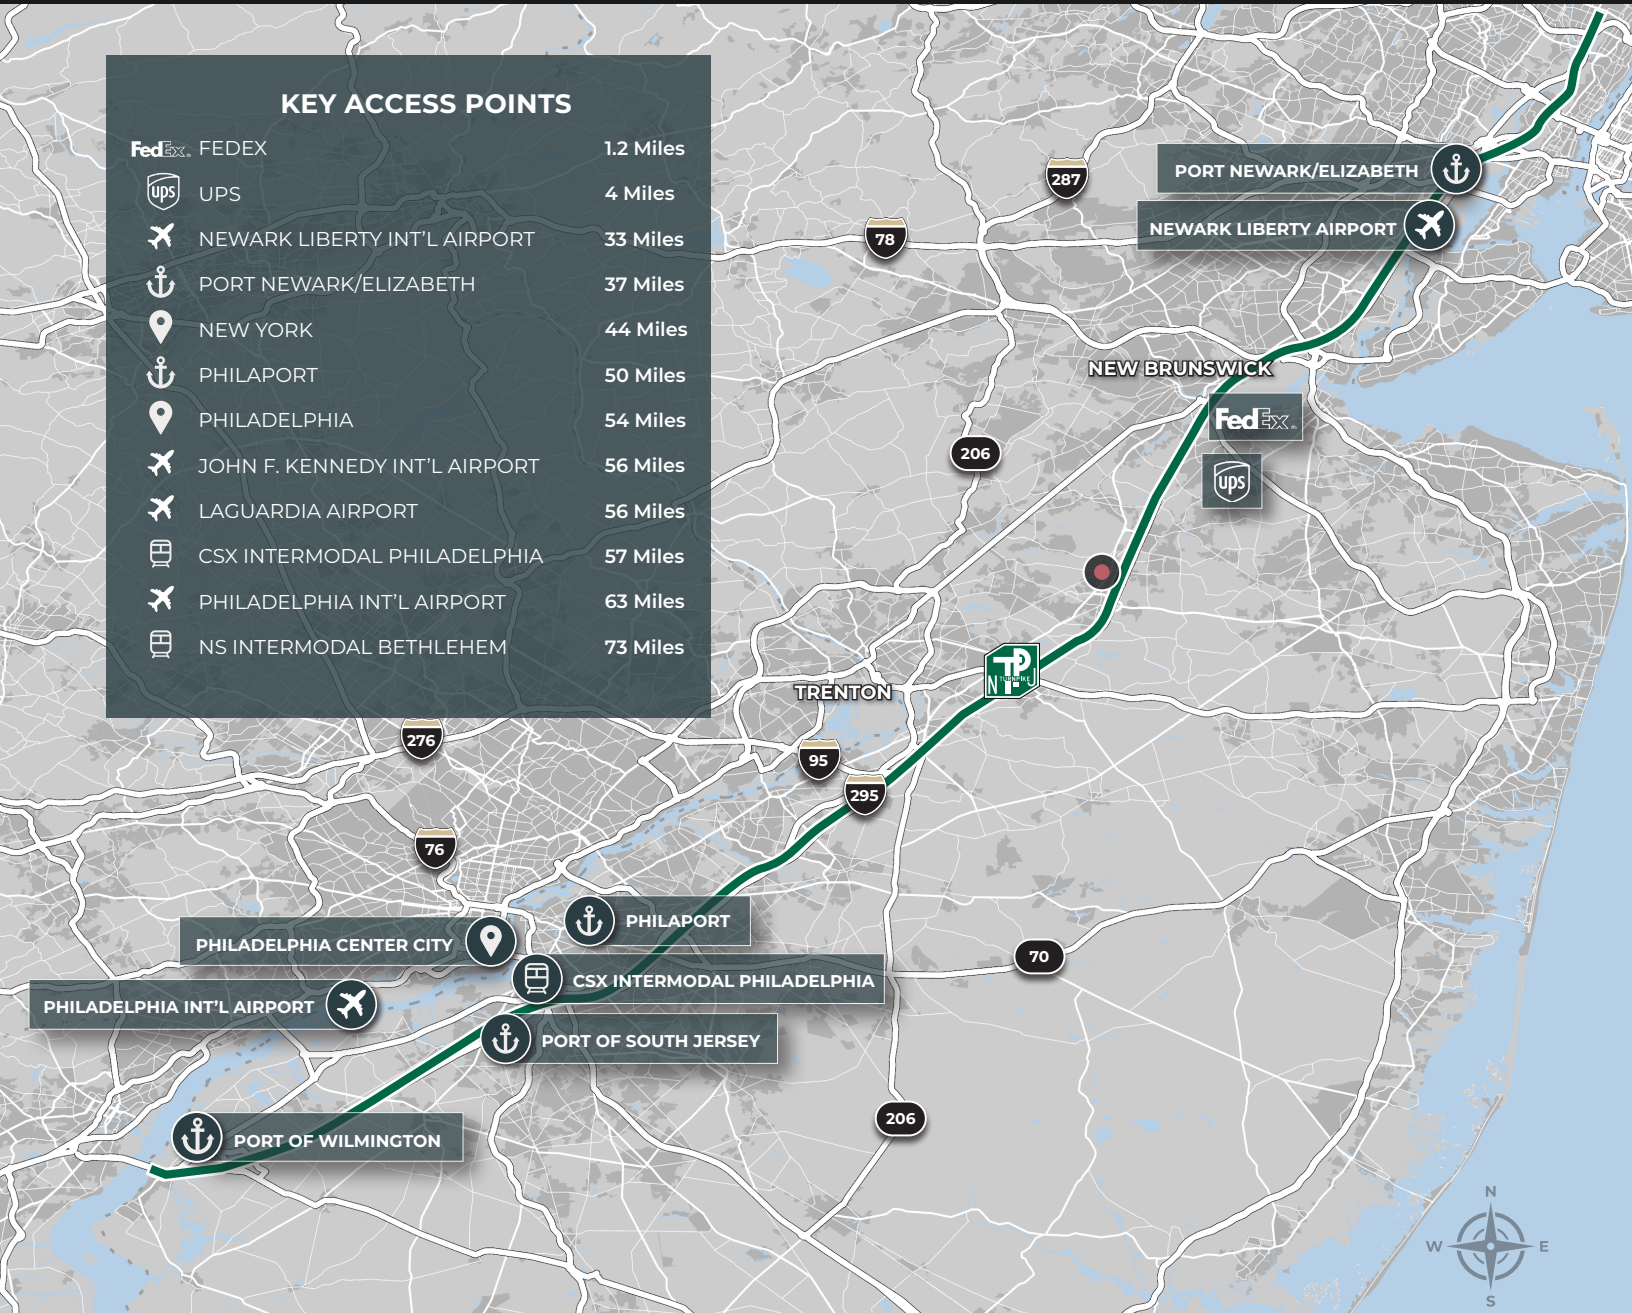 KEY ACCESS POINTS
FedEx. FEDEX 1.2 Miles
ups UPS 4 Miles
NEWARK LIBERTY INT'L AIRPORT 33 Miles
PORT NEWARK/ELIZABETH 37 Miles
NEW YORK 44 Miles
PHILAPORT 50 Miles
PHILADELPHIA 54 Miles
JOHN F. KENNEDY INT'L AIRPORT 56 Miles
LAGUARDIA AIRPORT 56 Miles
CSX INTERMODAL PHILADELPHIA 57 Miles
PHILADELPHIA INT'L AIRPORT 63 Miles
NS INTERMODAL BETHLEHEM 73 Miles
PORT NEWARK/ELIZABETH
287
NEWARK LIBERTY AIRPORT
78
NEW BRUNSWICK
FedEx.
206
ups
TP
N TURNPIKE J
TRENTON
276
95
295
76
PHILAPORT
PHILADELPHIA CENTER CITY
70
CSX INTERMODAL PHILADELPHIA
PHILADELPHIA INT'L AIRPORT
PORT OF SOUTH JERSEY
206
PORT OF WILMINGTON
N
W E
S